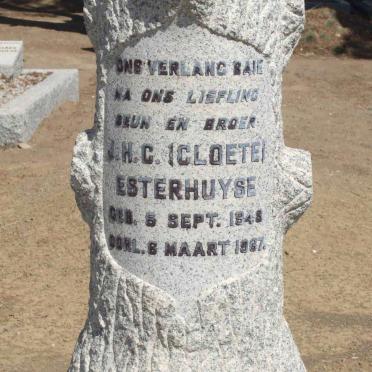 ONS VERLANG BAIE
NA ONS LIEFLING
SEUN EN BROER
J.H.C. (CLOETE)
ESTERHUYSE
GEB. 5 SEPT. 1948
OORL. 6 MAART 1967.